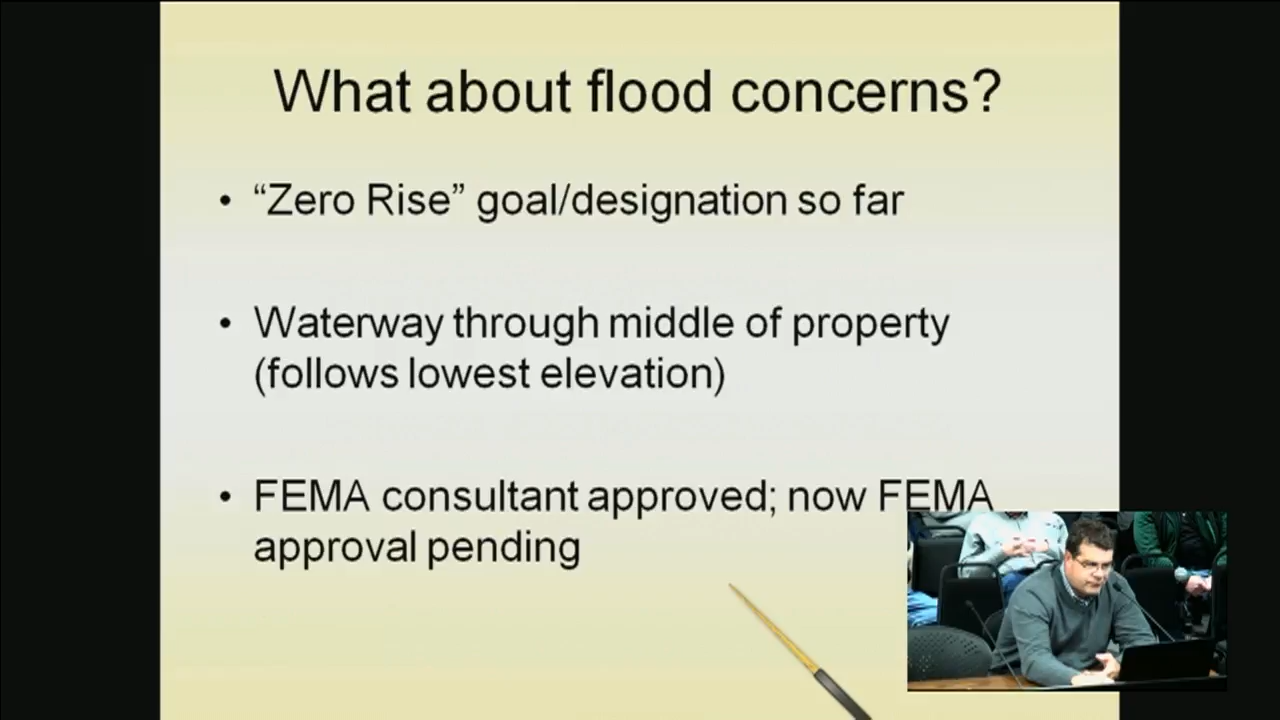 What about flood concerns?
• “Zero Rise” goal/designation so far
• Waterway through middle of property
(follows lowest elevation)
• FEMA consultant approved; now FEMA
approval pending